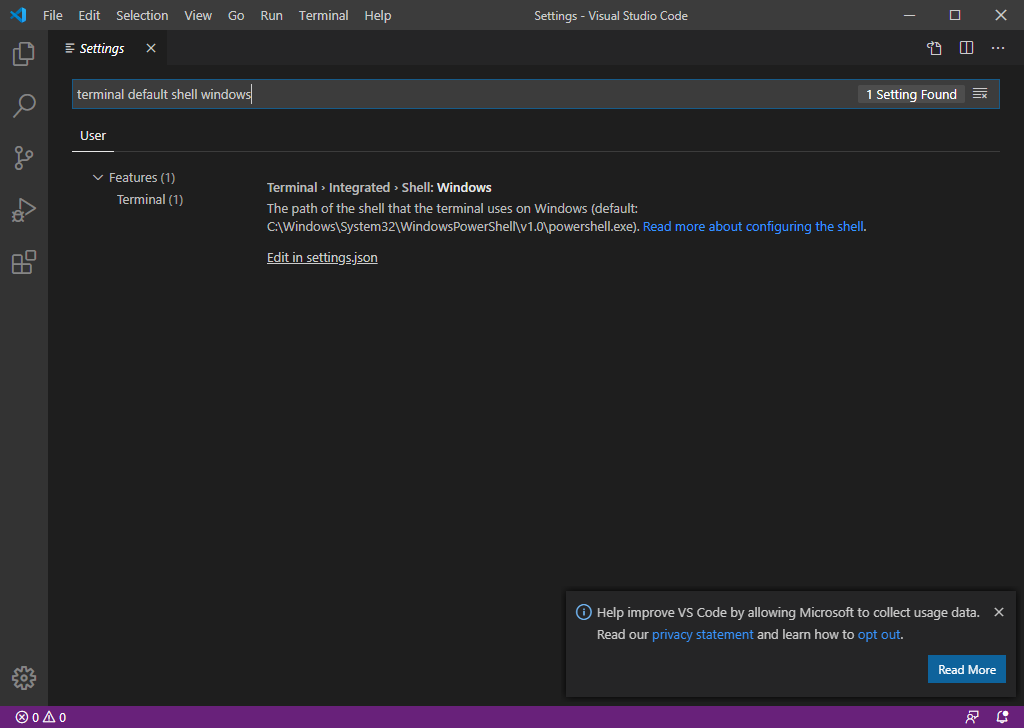 File Edit Selection View Go Run Terminal Help Settings - Visual Studio Code
Settings
terminal default shell windows 1 Setting Found
User
Features (1)
Terminal (1)
Terminal › Integrated › Shell: Windows
The path of the shell that the terminal uses on Windows (default:
C:\Windows\System32\WindowsPowerShell\v1.0\powershell.exe). Read more about configuring the shell.
Edit in settings.json
Help improve VS Code by allowing Microsoft to collect usage data.
Read our privacy statement and learn how to opt out.
Read More
0 0